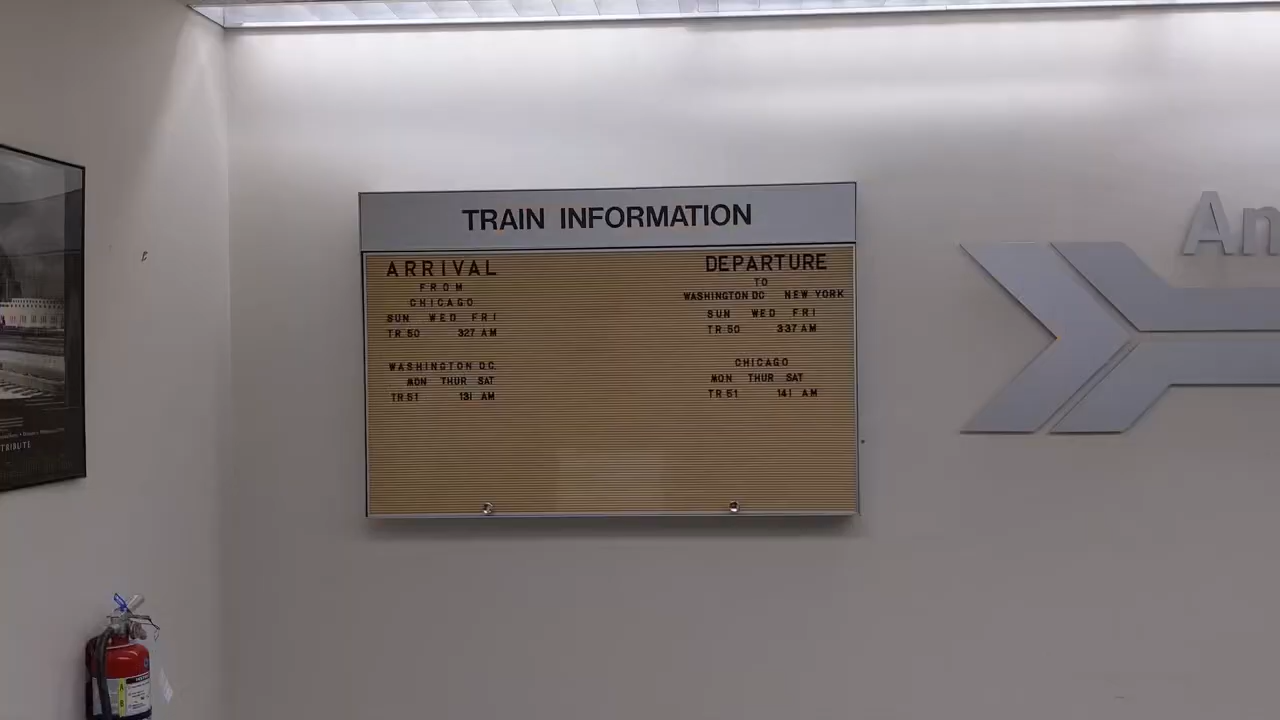 TRAIN INFORMATION
ARRIVAL
FROM
CHICAGO
SUN WED FRI
TR 50 327 AM
WASHINGTON D.C.
MON THUR SAT
TR 51 131 AM
DEPARTURE
TO
WASHINGTON DC NEW YORK
SUN WED FRI
TR 50 337 AM
CHICAGO
MON THUR SAT
TR 51 141 AM
Am
TRIBUTE